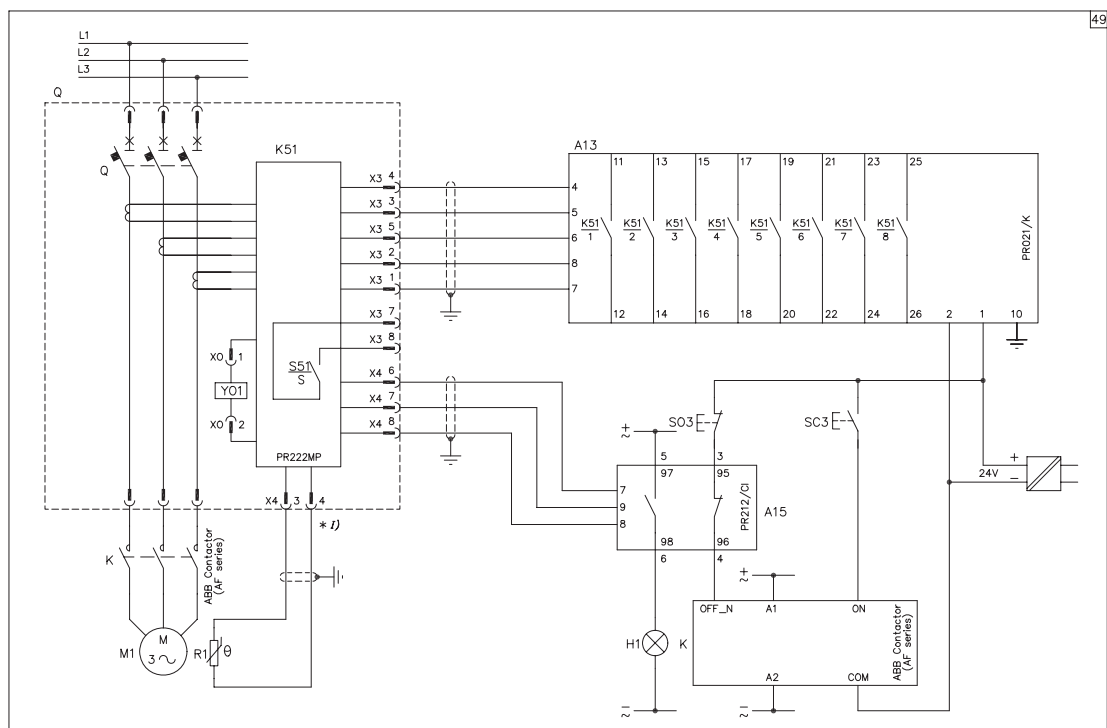 49
L1
L2
L3
Q
Q
K51
A13
11 13 15 17 19 21 23 25
X3 4
X3 3
X3 5
X3 2
X3 1
X3 7
X3 8
X4 6
X4 7
X4 8
4
5
6
8
7
K51 K51 K51 K51 K51 K51 K51 K51
1 2 3 4 5 6 7 8
PR021/K
12 14 16 18 20 22 24 26 2 1 10
S51
S
X0 1
YO1
X0 2
PR222MP
X4 3 4
* I)
SO3
SC3
+
~
5 3
97 95
7
9
8
PR212/CI
A15
98 96
6 4
24V
+
−
K
ABB Contactor
(AF series)
M1
M
3 ~
R1 θ
+
~
OFF_N A1 ON
H1
K
ABB Contactor
(AF series)
A2 COM
−
~
−
~